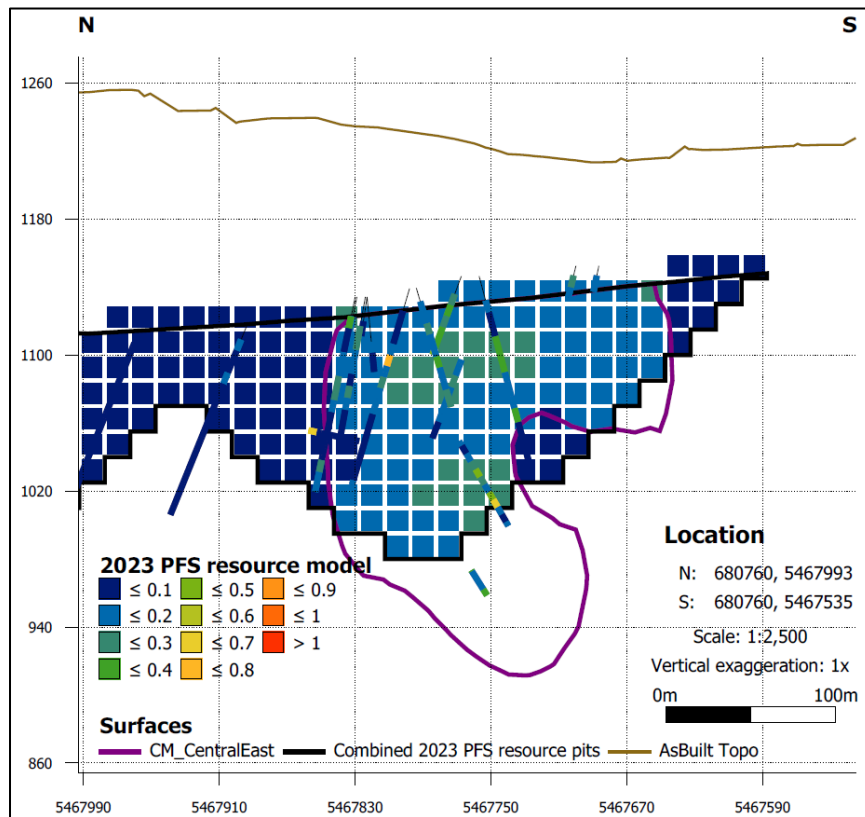 N S
1260
1180
1100
1020
940
860
2023 PFS resource model
≤ 0.1 ≤ 0.5 ≤ 0.9
≤ 0.2 ≤ 0.6 ≤ 1
≤ 0.3 ≤ 0.7 > 1
≤ 0.4 ≤ 0.8
Location
N: 680760, 5467993
S: 680760, 5467535
Scale: 1:2,500
Vertical exaggeration: 1x
0m 100m
Surfaces
CM_CentralEast Combined 2023 PFS resource pits AsBuilt Topo
5467990 5467910 5467830 5467750 5467670 5467590